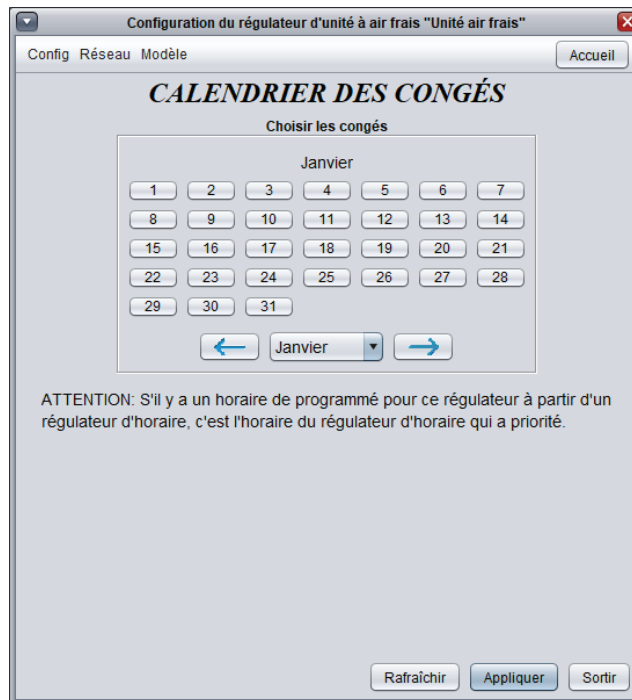 Configuration du régulateur d'unité à air frais "Unité air frais"
Config Réseau Modèle Accueil
CALENDRIER DES CONGÉS
Choisir les congés
Janvier
1 2 3 4 5 6 7
8 9 10 11 12 13 14
15 16 17 18 19 20 21
22 23 24 25 26 27 28
29 30 31
Janvier
ATTENTION: S'il y a un horaire de programmé pour ce régulateur à partir d'un
régulateur d'horaire, c'est l'horaire du régulateur d'horaire qui a priorité.
Rafraîchir Appliquer Sortir